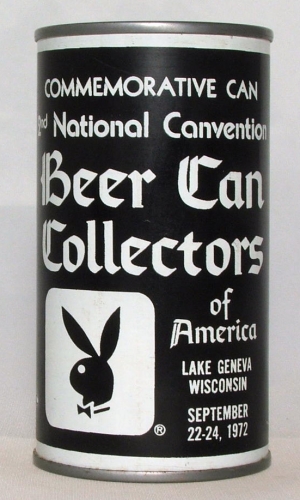 COMMEMORATIVE CAN
2nd National Canvention
Beer Can
Collectors
of
America
LAKE GENEVA
WISCONSIN
SEPTEMBER
22-24, 1972
®